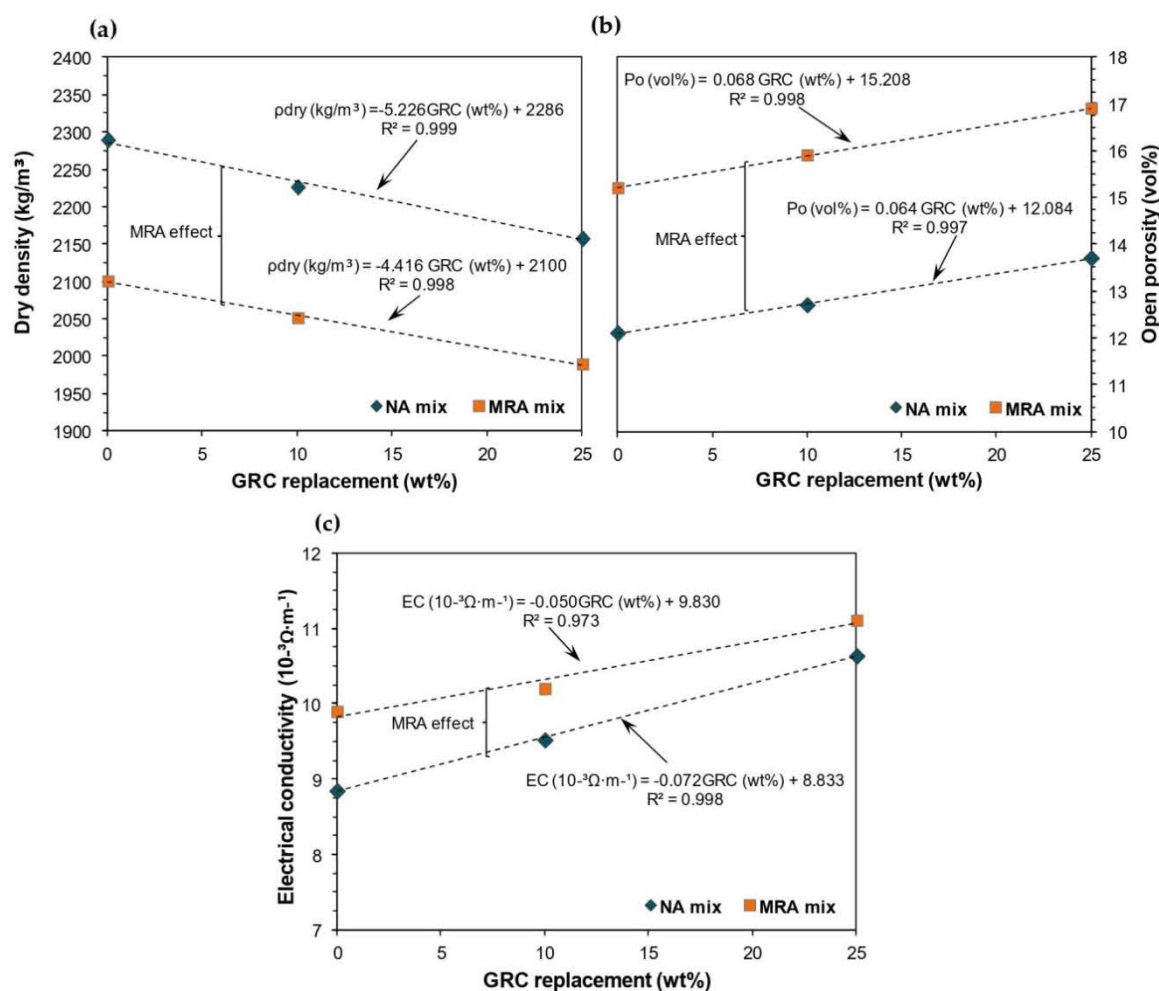 (a)
2400
2350
2300
2250
2200
2150
2100
2050
2000
1950
1900
Dry density (kg/m³)
ρdry (kg/m³) =-5.226GRC (wt%) + 2286
R² = 0.999
MRA effect
ρdry (kg/m³) = -4.416 GRC (wt%) + 2100
R² = 0.998
NA mix MRA mix
0 5 10 15 20 25
GRC replacement (wt%)
(b)
Po (vol%) = 0.068 GRC (wt%) + 15.208
R² = 0.998
MRA effect
Po (vol%) = 0.064 GRC (wt%) + 12.084
R² = 0.997
NA mix MRA mix
18
17
16
15
14
13
12
11
10
Open porosity (vol%)
0 5 10 15 20 25
GRC replacement (wt%)
(c)
12
11
10
9
8
7
Electrical conductivity (10-³Ω·m-¹)
EC (10-³Ω·m-¹) = -0.050GRC (wt%) + 9.830
R² = 0.973
MRA effect
EC (10-³Ω·m-¹) = -0.072GRC (wt%) + 8.833
R² = 0.998
NA mix MRA mix
0 5 10 15 20 25
GRC replacement (wt%)